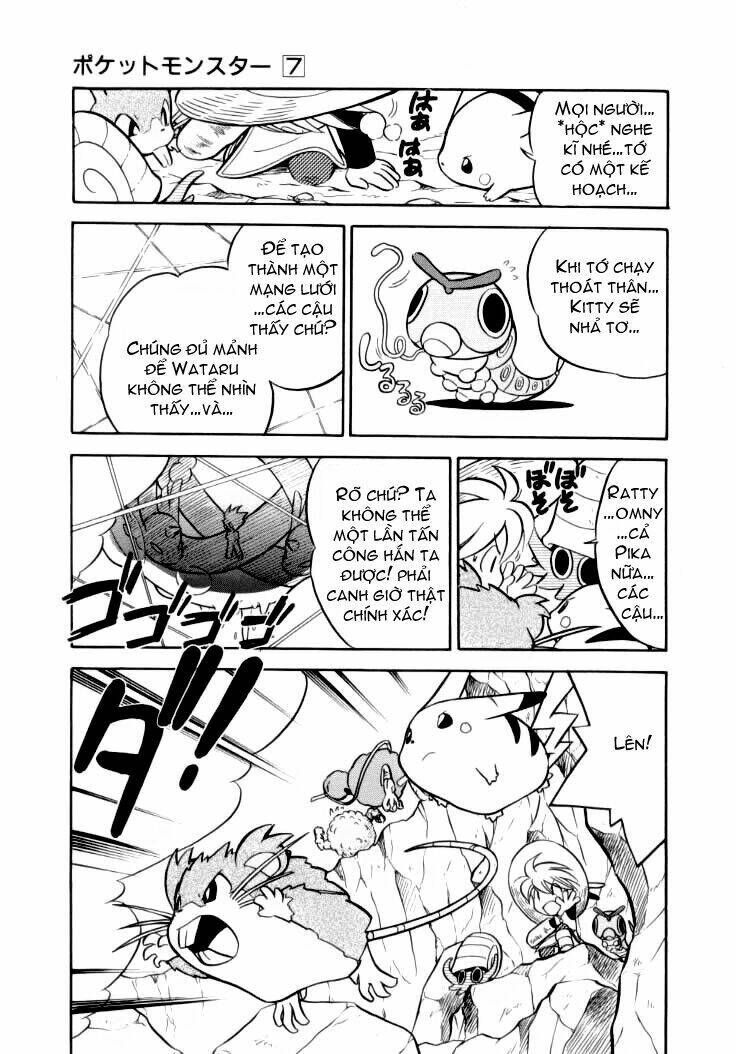 ポケットモンスター 7
MỌI NGƯỜI...
*HỘC* NGHE
KĨ NHÉ...TỚ
CÓ MỘT KẾ
HOẠCH...
はぁ
はぁ
KHI TỚ CHẠY
THOÁT THÂN...
KITTY SẼ
NHẢ TƠ...
しるるるる
ĐỂ TẠO
THÀNH MỘT
MẠNG LƯỚI
...CÁC CẬU
THẤY CHỨ?
CHÚNG ĐỦ MẢNH
ĐỂ WATARU
KHÔNG THỂ NHÌN
THẤY...VÀ...
RATTY
...OMNY
...CẢ
PIKA
NỮA...
CÁC
CẬU...
ぼそ
ぼそ
RÕ CHỨ? TA
KHÔNG THỂ
MỘT LẦN TẤN
CÔNG HẮN TA
ĐƯỢC! PHẢI
CANH GIỜ THẬT
CHÍNH XÁC!
ゴゴゴゴ
LÊN!
ダ!!